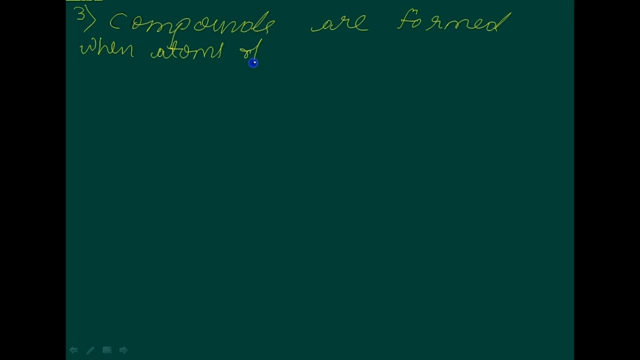 3) Compounds are formed
when atoms of